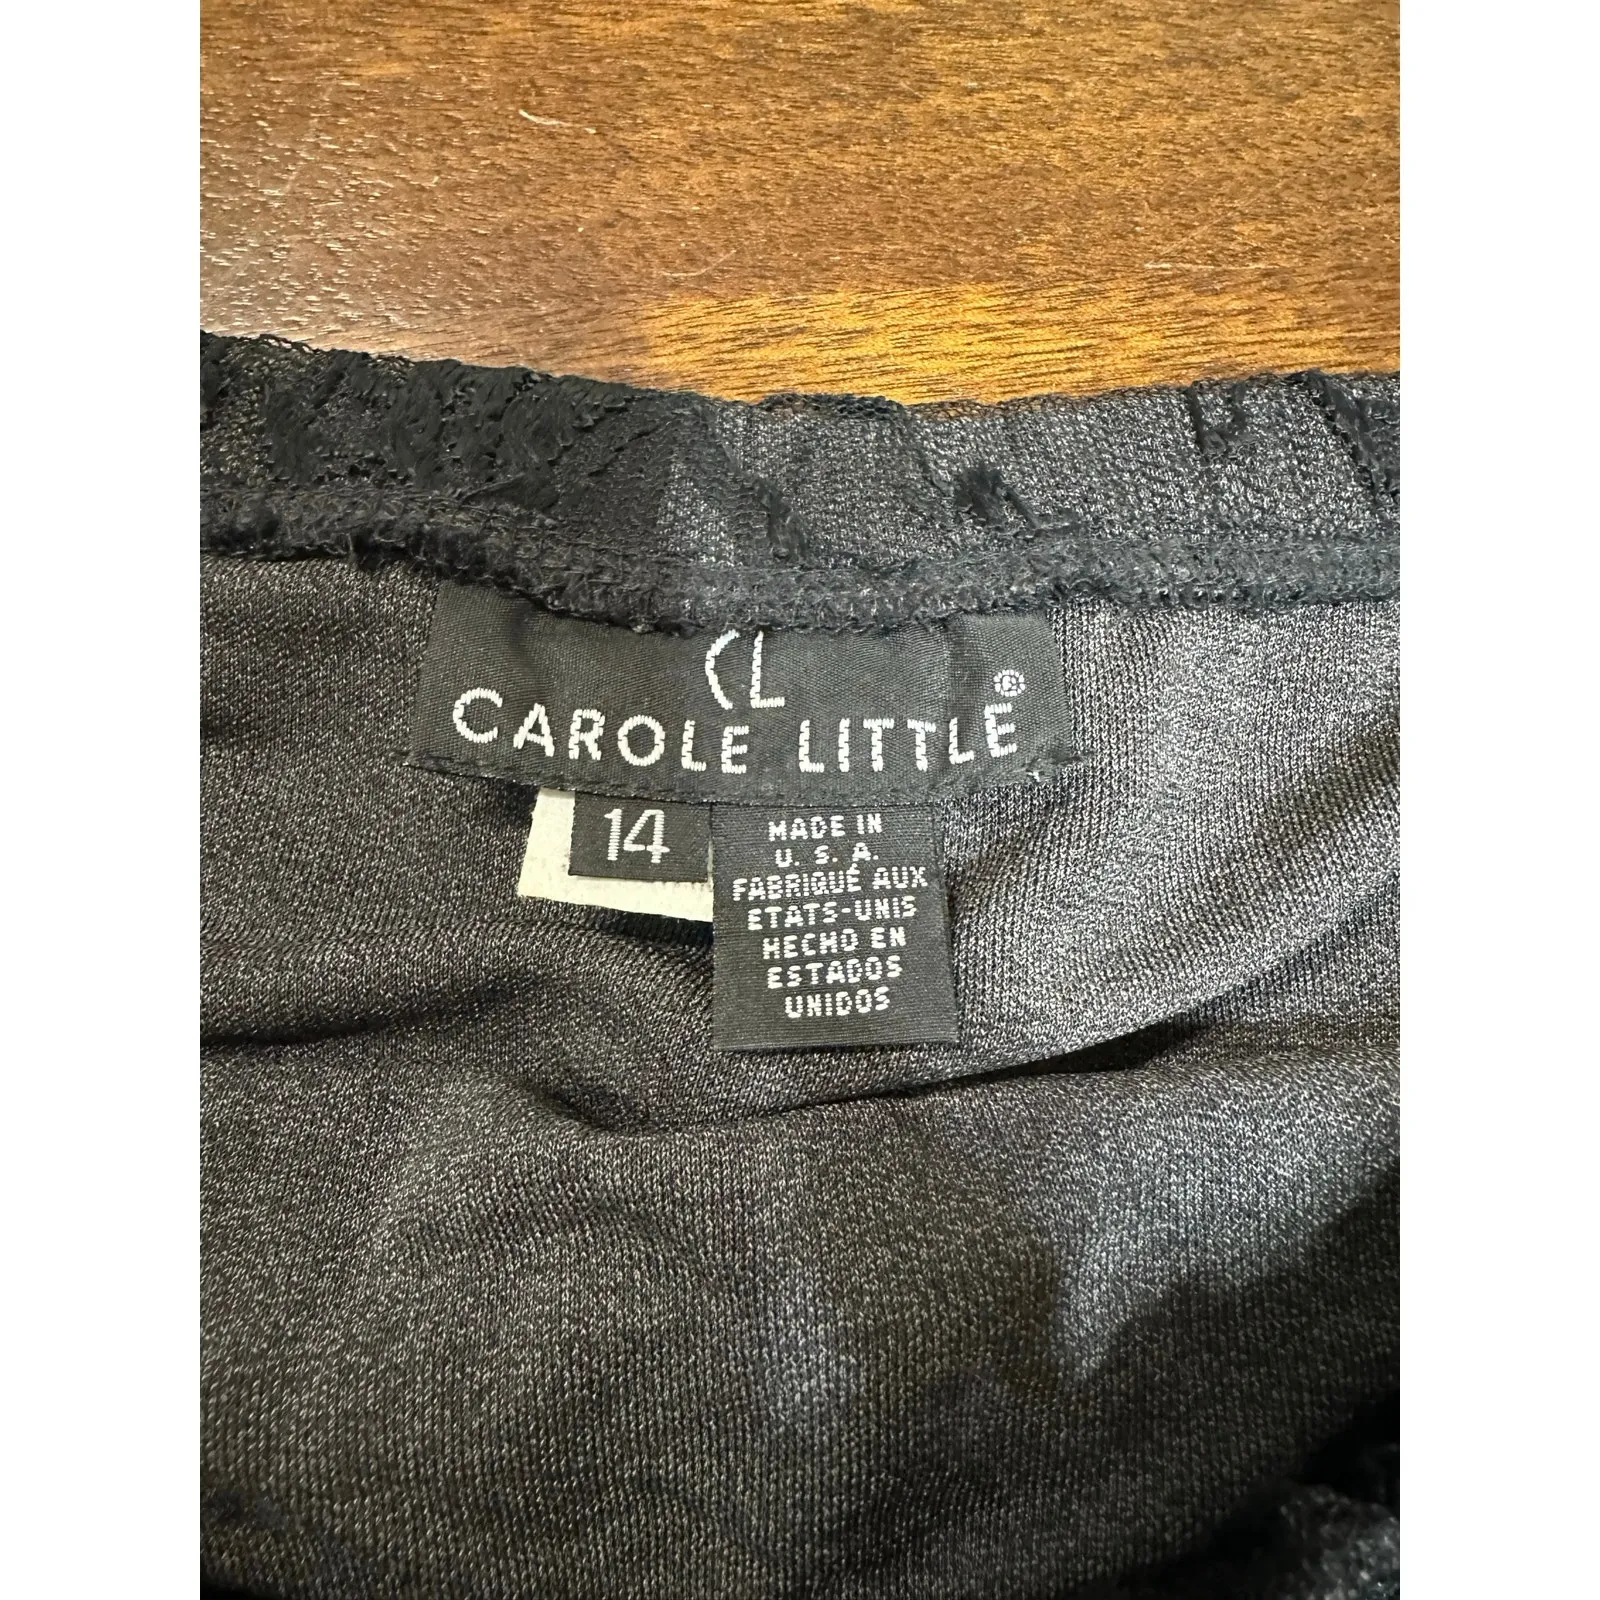 CL
CAROLE LITTLE®
14
MADE IN
U. S. A.
FABRIQUÉ AUX
ETATS-UNIS
HECHO EN
ESTADOS
UNIDOS